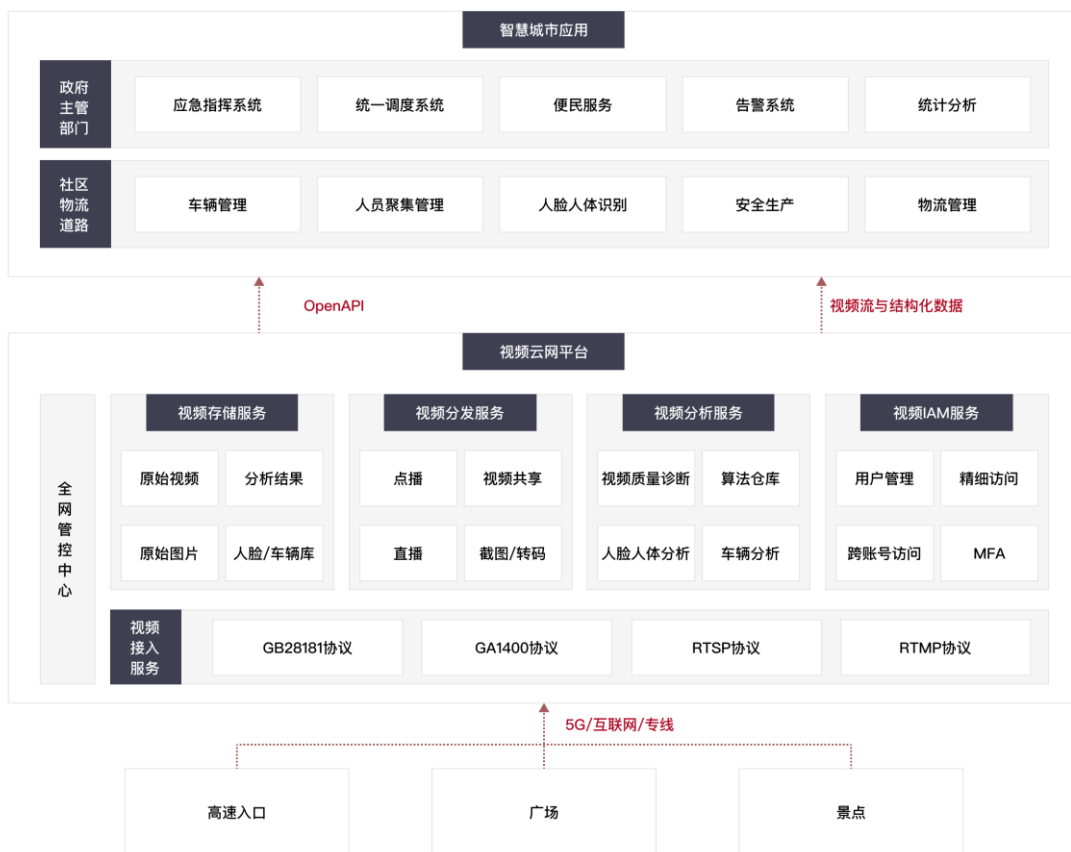 智慧城市应用
政府
主管
部门
应急指挥系统
统一调度系统
便民服务
告警系统
统计分析
社区
物流
道路
车辆管理
人员聚集管理
人脸人体识别
安全生产
物流管理
OpenAPI
视频流与结构化数据
视频云网平台
全
网
管
控
中
心
视频存储服务
原始视频
分析结果
原始图片
人脸/车辆库
视频分发服务
点播
视频共享
直播
截图/转码
视频分析服务
视频质量诊断
算法仓库
人脸人体分析
车辆分析
视频IAM服务
用户管理
精细访问
跨账号访问
MFA
视频
接入
服务
GB28181协议
GA1400协议
RTSP协议
RTMP协议
5G/互联网/专线
高速入口
广场
景点